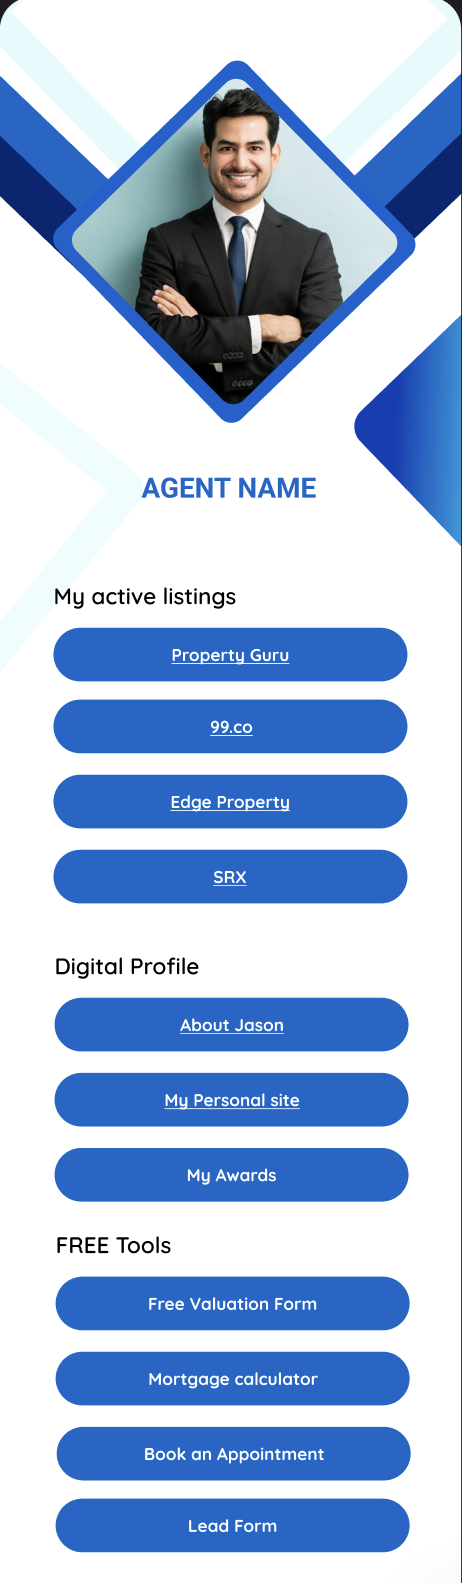 AGENT NAME
My active listings
Property Guru
99.co
Edge Property
SRX
Digital Profile
About Jason
My Personal site
My Awards
FREE Tools
Free Valuation Form
Mortgage calculator
Book an Appointment
Lead Form